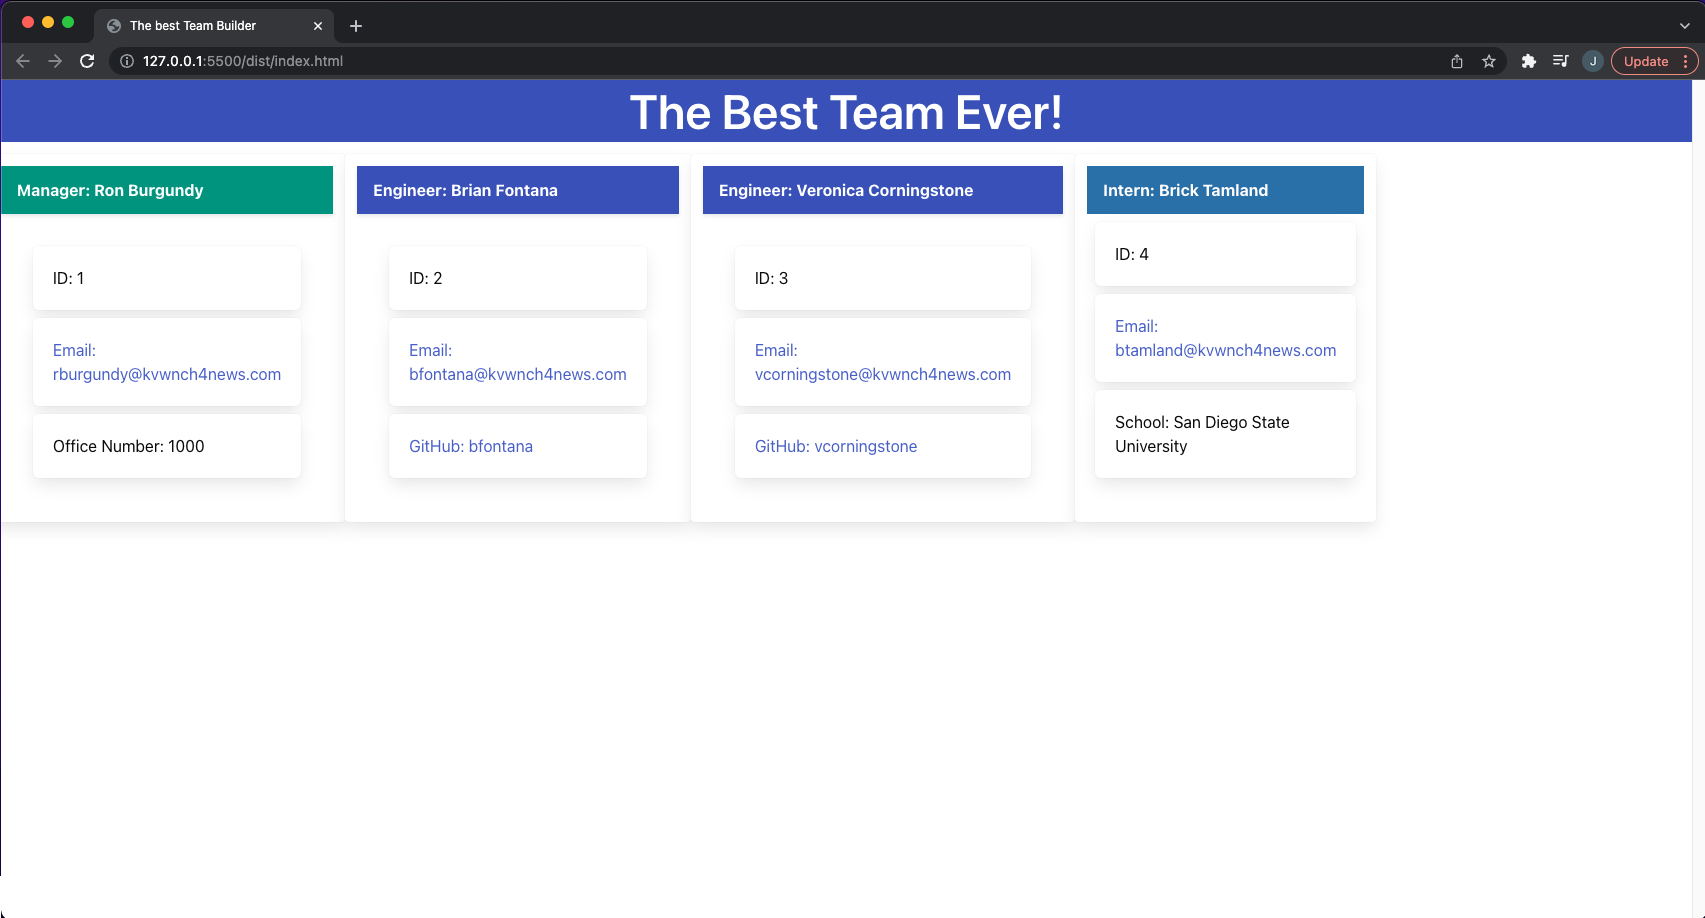 The best Team Builder
127.0.0.1:5500/dist/index.html
J
Update
The Best Team Ever!
Manager: Ron Burgundy
ID: 1
Email:
rburgundy@kvwnch4news.com
Office Number: 1000
Engineer: Brian Fontana
ID: 2
Email:
bfontana@kvwnch4news.com
GitHub: bfontana
Engineer: Veronica Corningstone
ID: 3
Email:
vcorningstone@kvwnch4news.com
GitHub: vcorningstone
Intern: Brick Tamland
ID: 4
Email:
btamland@kvwnch4news.com
School: San Diego State
University